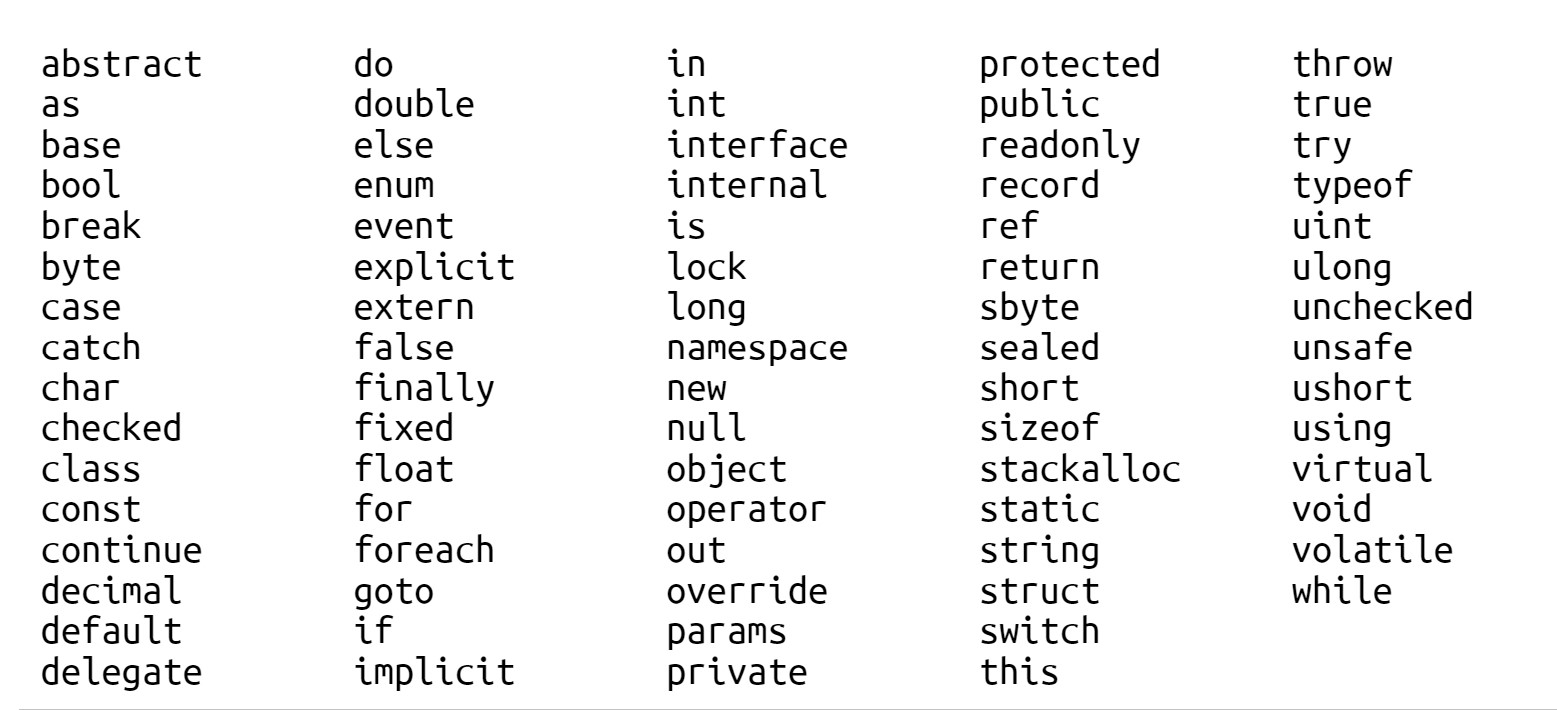 abstract do in protected throw
as double int public true
base else interface readonly try
bool enum internal record typeof
break event is ref uint
byte explicit lock return ulong
case extern long sbyte unchecked
catch false namespace sealed unsafe
char finally new short ushort
checked fixed null sizeof using
class float object stackalloc virtual
const for operator static void
continue foreach out string volatile
decimal goto override struct while
default if params switch
delegate implicit private this